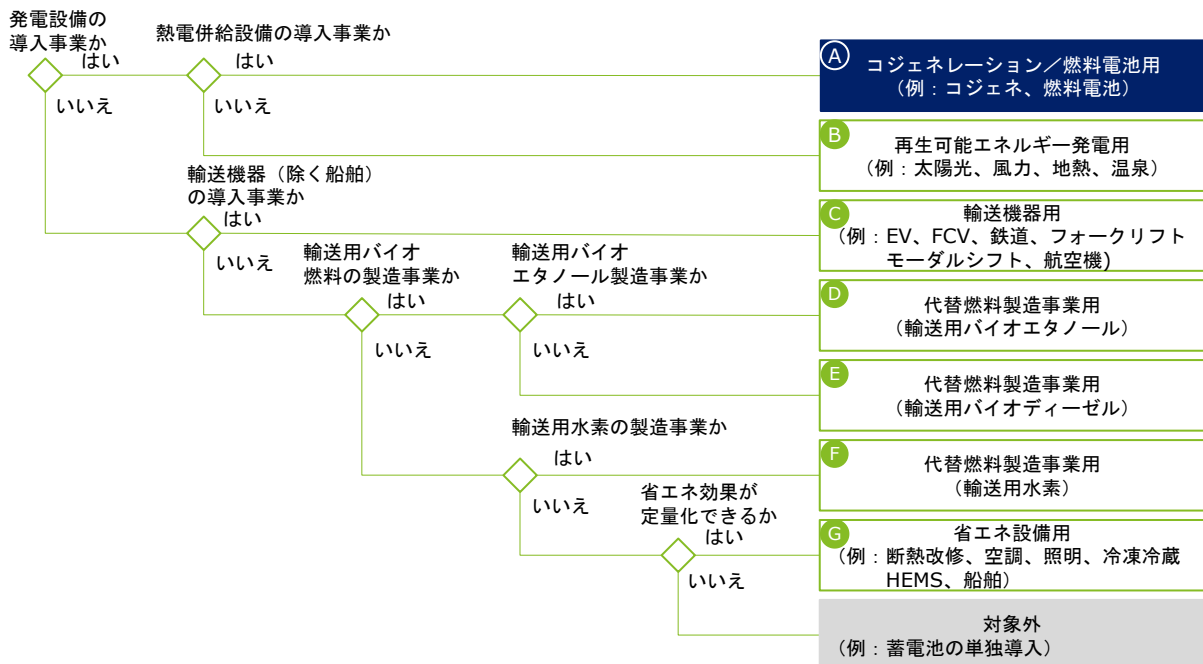 発電設備の
導入事業か
はい
いいえ
熱電併給設備の導入事業か
はい
いいえ
A
コジェネレーション／燃料電池用
（例：コジェネ、燃料電池）
B
再生可能エネルギー発電用
（例：太陽光、風力、地熱、温泉）
輸送機器（除く船舶）
の導入事業か
はい
いいえ
C
輸送機器用
（例：EV、FCV、鉄道、フォークリフト
モーダルシフト、航空機)
輸送用バイオ
燃料の製造事業か
はい
いいえ
輸送用バイオ
エタノール製造事業か
はい
いいえ
D
代替燃料製造事業用
（輸送用バイオエタノール）
E
代替燃料製造事業用
（輸送用バイオディーゼル）
輸送用水素の製造事業か
はい
いいえ
F
代替燃料製造事業用
（輸送用水素）
省エネ効果が
定量化できるか
はい
いいえ
G
省エネ設備用
（例：断熱改修、空調、照明、冷凍冷蔵
HEMS、船舶）
対象外
（例：蓄電池の単独導入）